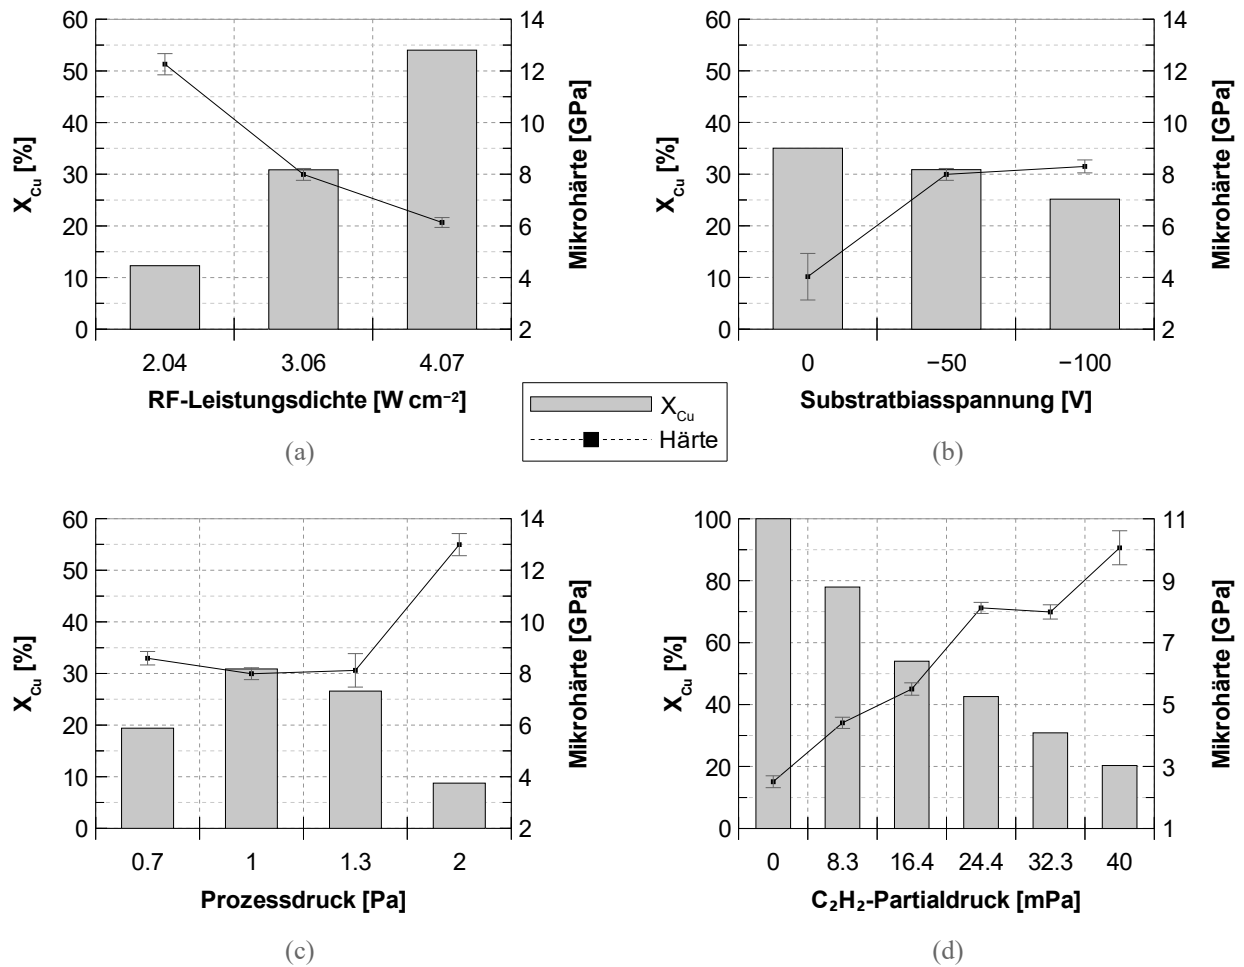 60
50
40
30
20
10
0
X_Cu [%]
14
12
10
8
6
4
2
Mikrohärte [GPa]
2.04 3.06 4.07
RF-Leistungsdichte [W cm⁻²]
(a)
60
50
40
30
20
10
0
X_Cu [%]
14
12
10
8
6
4
2
Mikrohärte [GPa]
0 −50 −100
Substratbiasspannung [V]
(b)
X_Cu
Härte
60
50
40
30
20
10
0
X_Cu [%]
14
12
10
8
6
4
2
Mikrohärte [GPa]
0.7 1 1.3 2
Prozessdruck [Pa]
(c)
100
80
60
40
20
0
X_Cu [%]
11
9
7
5
3
1
Mikrohärte [GPa]
0 8.3 16.4 24.4 32.3 40
C₂H₂-Partialdruck [mPa]
(d)